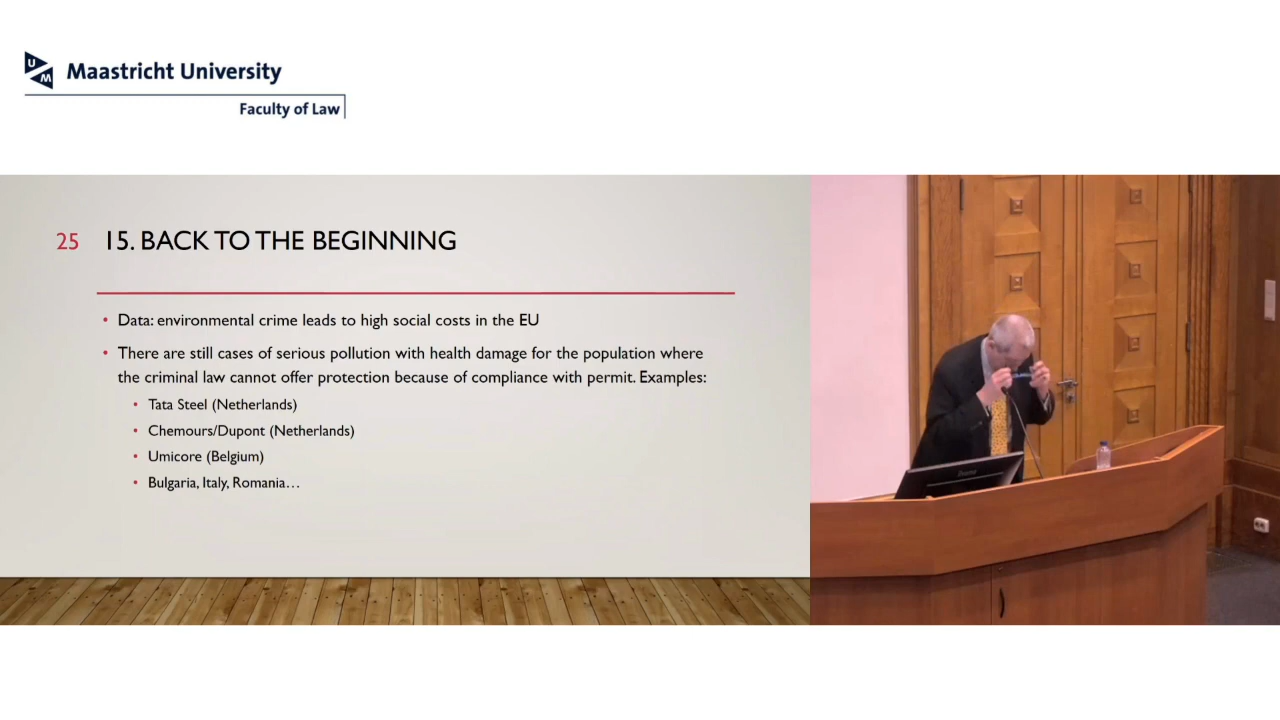 UM
Maastricht University
Faculty of Law
25 15. BACK TO THE BEGINNING
• Data: environmental crime leads to high social costs in the EU
• There are still cases of serious pollution with health damage for the population where
the criminal law cannot offer protection because of compliance with permit. Examples:
• Tata Steel (Netherlands)
• Chemours/Dupont (Netherlands)
• Umicore (Belgium)
• Bulgaria, Italy, Romania…